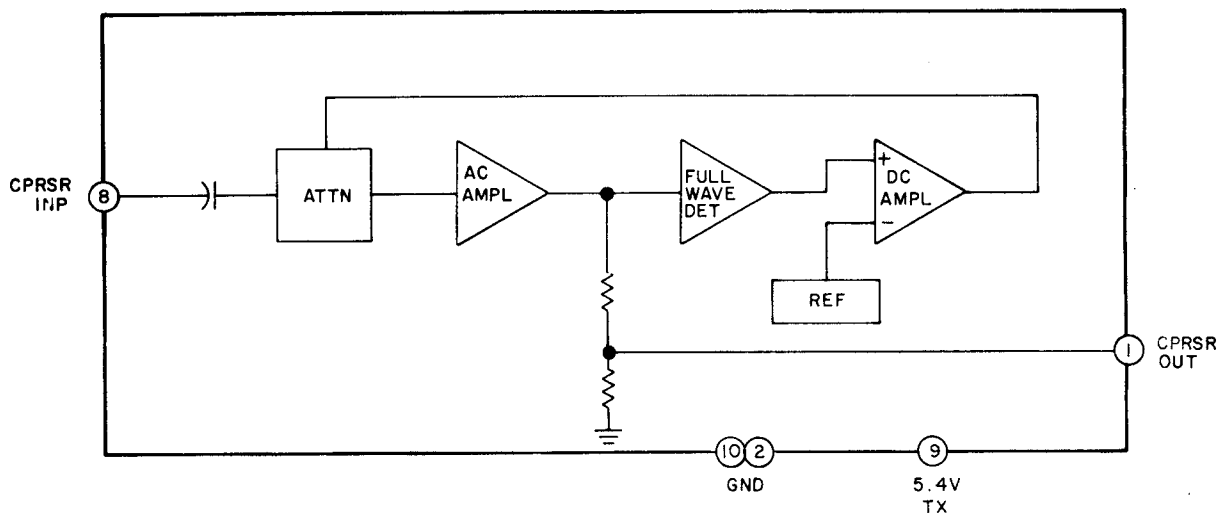 CPRSR
INP
8
ATTN
AC
AMPL
FULL
WAVE
DET
+
DC
AMPL
−
REF
1
CPRSR
OUT
10
2
GND
9
5.4V
TX